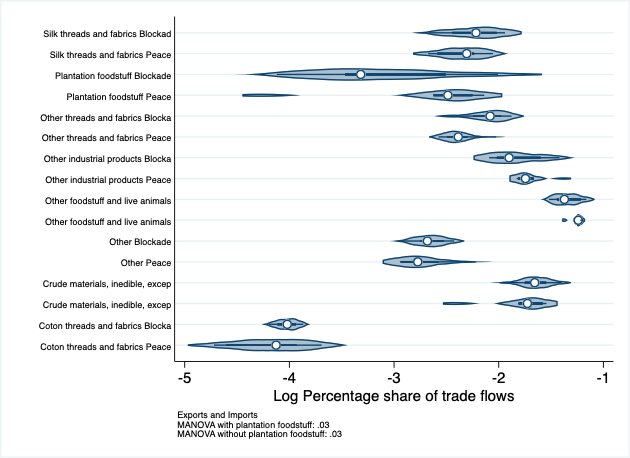 Silk threads and fabrics Blockad
Silk threads and fabrics Peace
Plantation foodstuff Blockade
Plantation foodstuff Peace
Other threads and fabrics Blocka
Other threads and fabrics Peace
Other industrial products Blocka
Other industrial products Peace
Other foodstuff and live animals
Other foodstuff and live animals
Other Blockade
Other Peace
Crude materials, inedible, excep
Crude materials, inedible, excep
Coton threads and fabrics Blocka
Coton threads and fabrics Peace
-5 -4 -3 -2 -1
Log Percentage share of trade flows
Exports and Imports
MANOVA with plantation foodstuff: .03
MANOVA without plantation foodstuff: .03